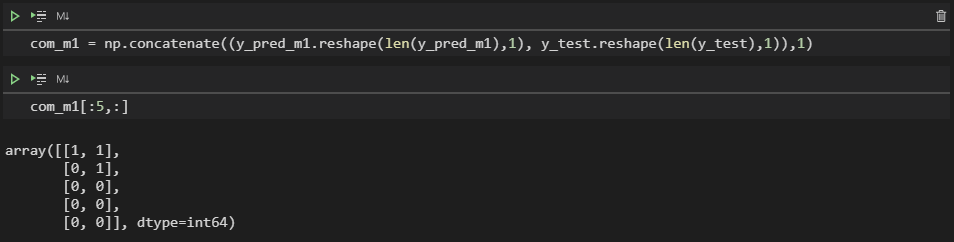 M↓
com_m1 = np.concatenate((y_pred_m1.reshape(len(y_pred_m1),1), y_test.reshape(len(y_test),1)),1)
M↓
com_m1[:5,:]
array([[1, 1],
       [0, 1],
       [0, 0],
       [0, 0],
       [0, 0]], dtype=int64)